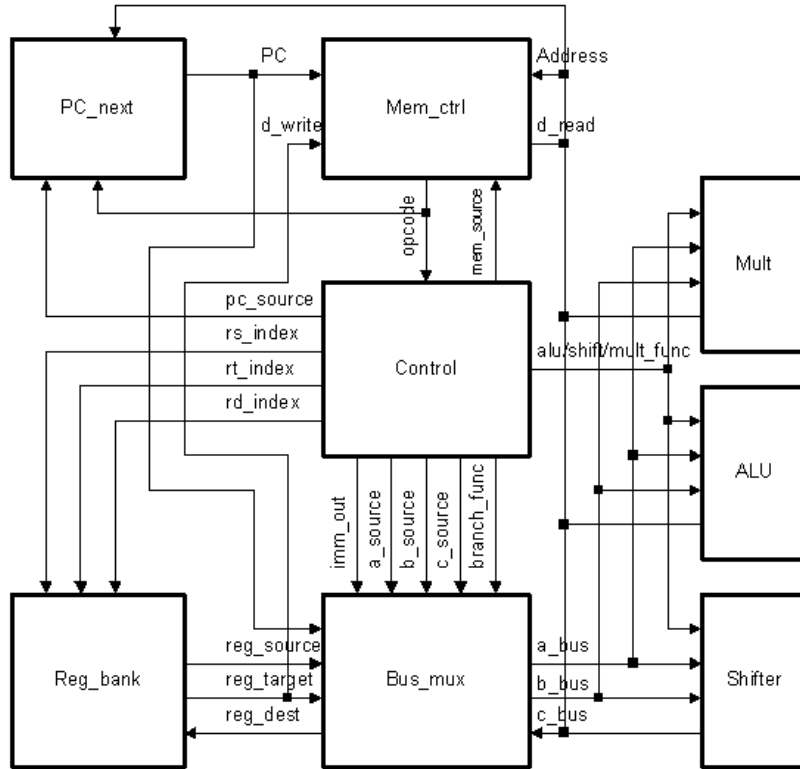 PC
Address
PC_next
Mem_ctrl
d_write
d_read
opcode
mem_source
Mult
pc_source
rs_index
alu/shift/mult_func
rt_index
Control
rd_index
ALU
imm_out
a_source
b_source
c_source
branch_func
reg_source
a_bus
Reg_bank
reg_target
Bus_mux
b_bus
Shifter
reg_dest
c_bus